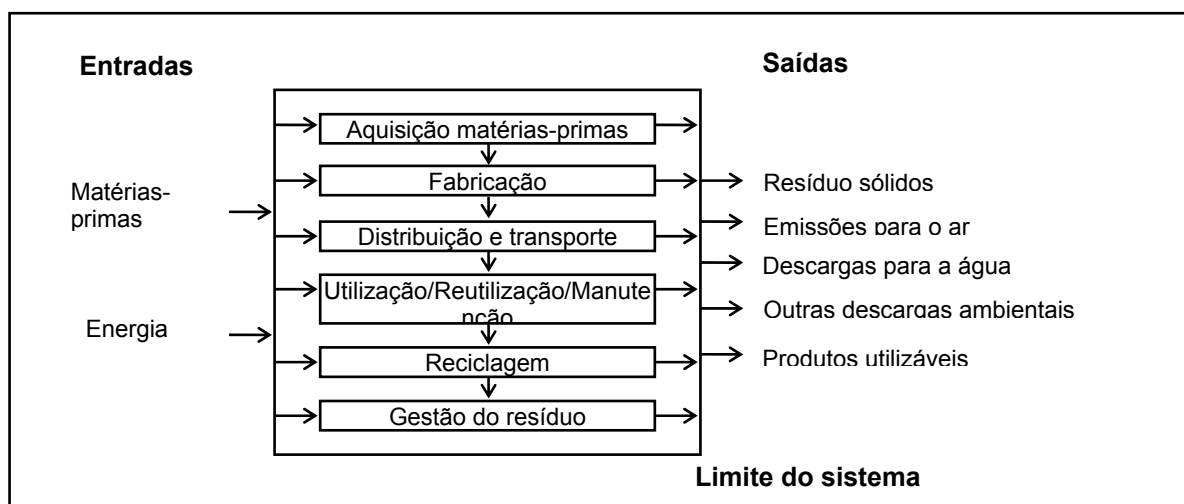 Entradas
Saídas
Aquisição matérias-primas
Fabricação
Distribuição e transporte
Utilização/Reutilização/Manute
nção
Reciclagem
Gestão do resíduo
Matérias-
primas
Energia
Resíduo sólidos
Emissões para o ar
Descargas para a água
Outras descargas ambientais
Produtos utilizáveis
Limite do sistema